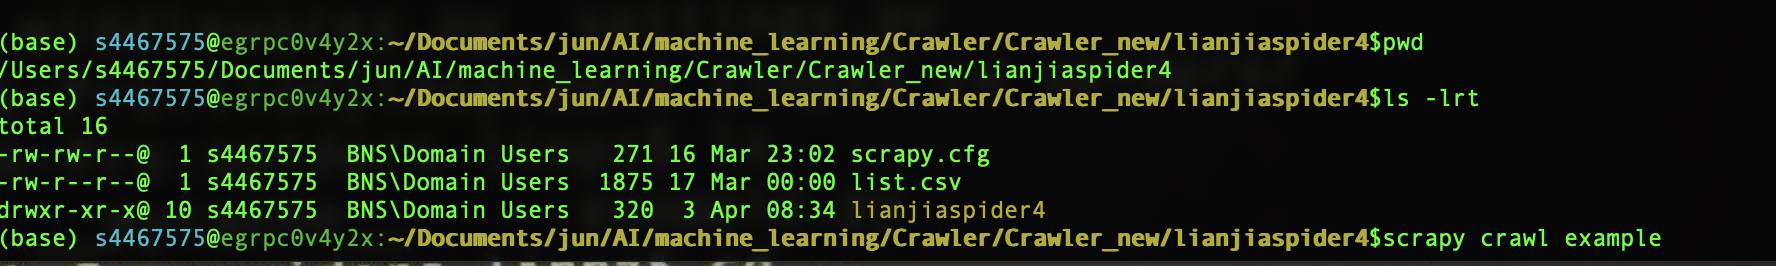 (base) s4467575@egrpc0v4y2x:~/Documents/jun/AI/machine_learning/Crawler/Crawler_new/lianjiaspider4$pwd
/Users/s4467575/Documents/jun/AI/machine_learning/Crawler/Crawler_new/lianjiaspider4
(base) s4467575@egrpc0v4y2x:~/Documents/jun/AI/machine_learning/Crawler/Crawler_new/lianjiaspider4$ls -lrt
total 16
-rw-rw-r--@  1 s4467575  BNS\Domain Users   271 16 Mar 23:02 scrapy.cfg
-rw-r--r--@  1 s4467575  BNS\Domain Users  1875 17 Mar 00:00 list.csv
drwxr-xr-x@ 10 s4467575  BNS\Domain Users   320  3 Apr 08:34 lianjiaspider4
(base) s4467575@egrpc0v4y2x:~/Documents/jun/AI/machine_learning/Crawler/Crawler_new/lianjiaspider4$scrapy crawl example